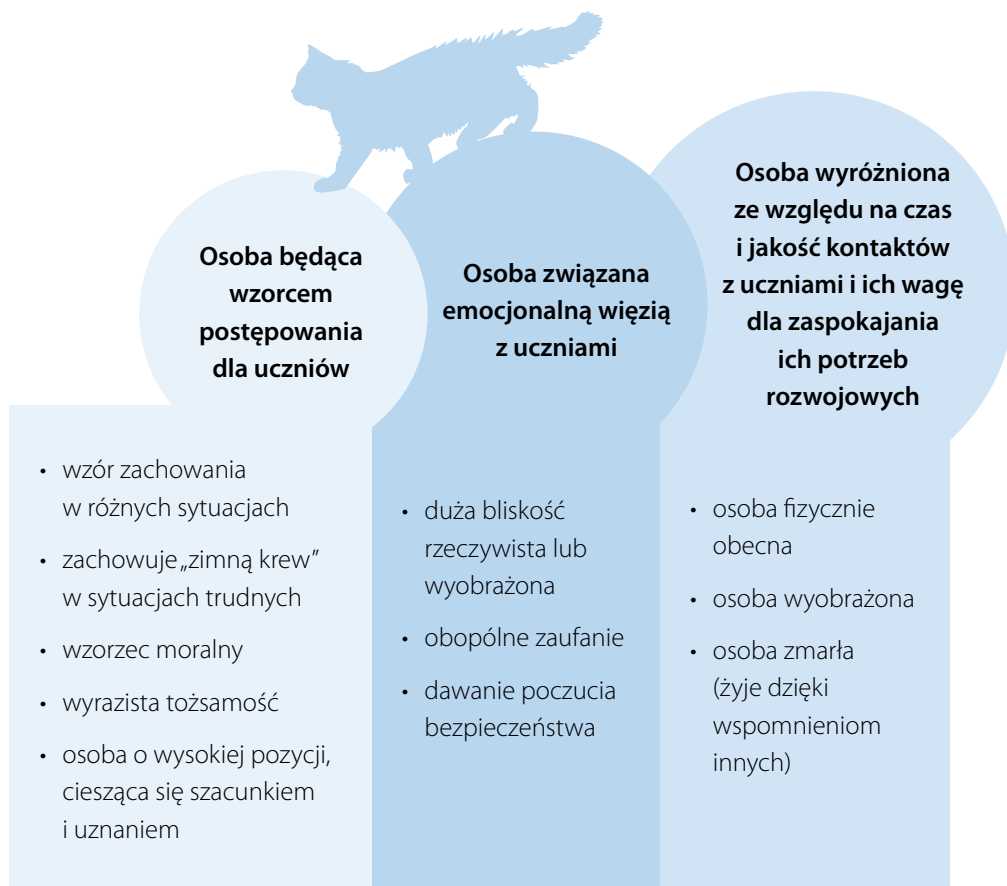 Osoba będąca
wzorcem
postępowania
dla uczniów
• wzór zachowania
w różnych sytuacjach
• zachowuje „zimną krew”
w sytuacjach trudnych
• wzorzec moralny
• wyrazista tożsamość
• osoba o wysokiej pozycji,
ciesząca się szacunkiem
i uznaniem
Osoba związana
emocjonalną więzią
z uczniami
• duża bliskość
rzeczywista lub
wyobrażona
• obopólne zaufanie
• dawanie poczucia
bezpieczeństwa
Osoba wyróżniona
ze względu na czas
i jakość kontaktów
z uczniami i ich wagę
dla zaspokajania
ich potrzeb
rozwojowych
• osoba fizycznie
obecna
• osoba wyobrażona
• osoba zmarła
(żyje dzięki
wspomnieniom
innych)